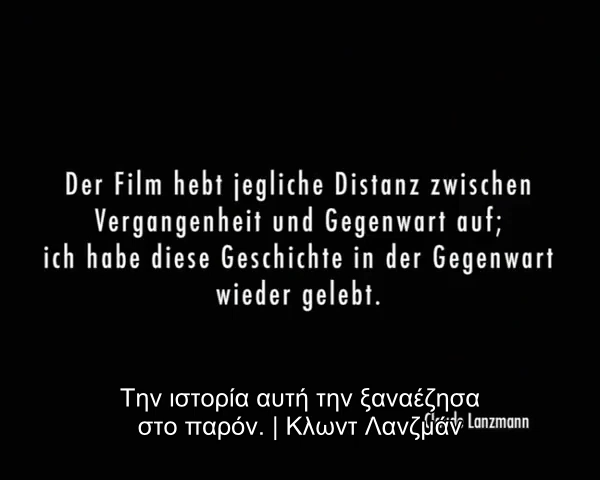 Der Film hebt jegliche Distanz zwischen
Vergangenheit und Gegenwart auf;
ich habe diese Geschichte in der Gegenwart
wieder gelebt.
Την ιστορία αυτή την ξαναέζησα
στο παρόν. | Κλωντ Λανζμάν
Lanzmann